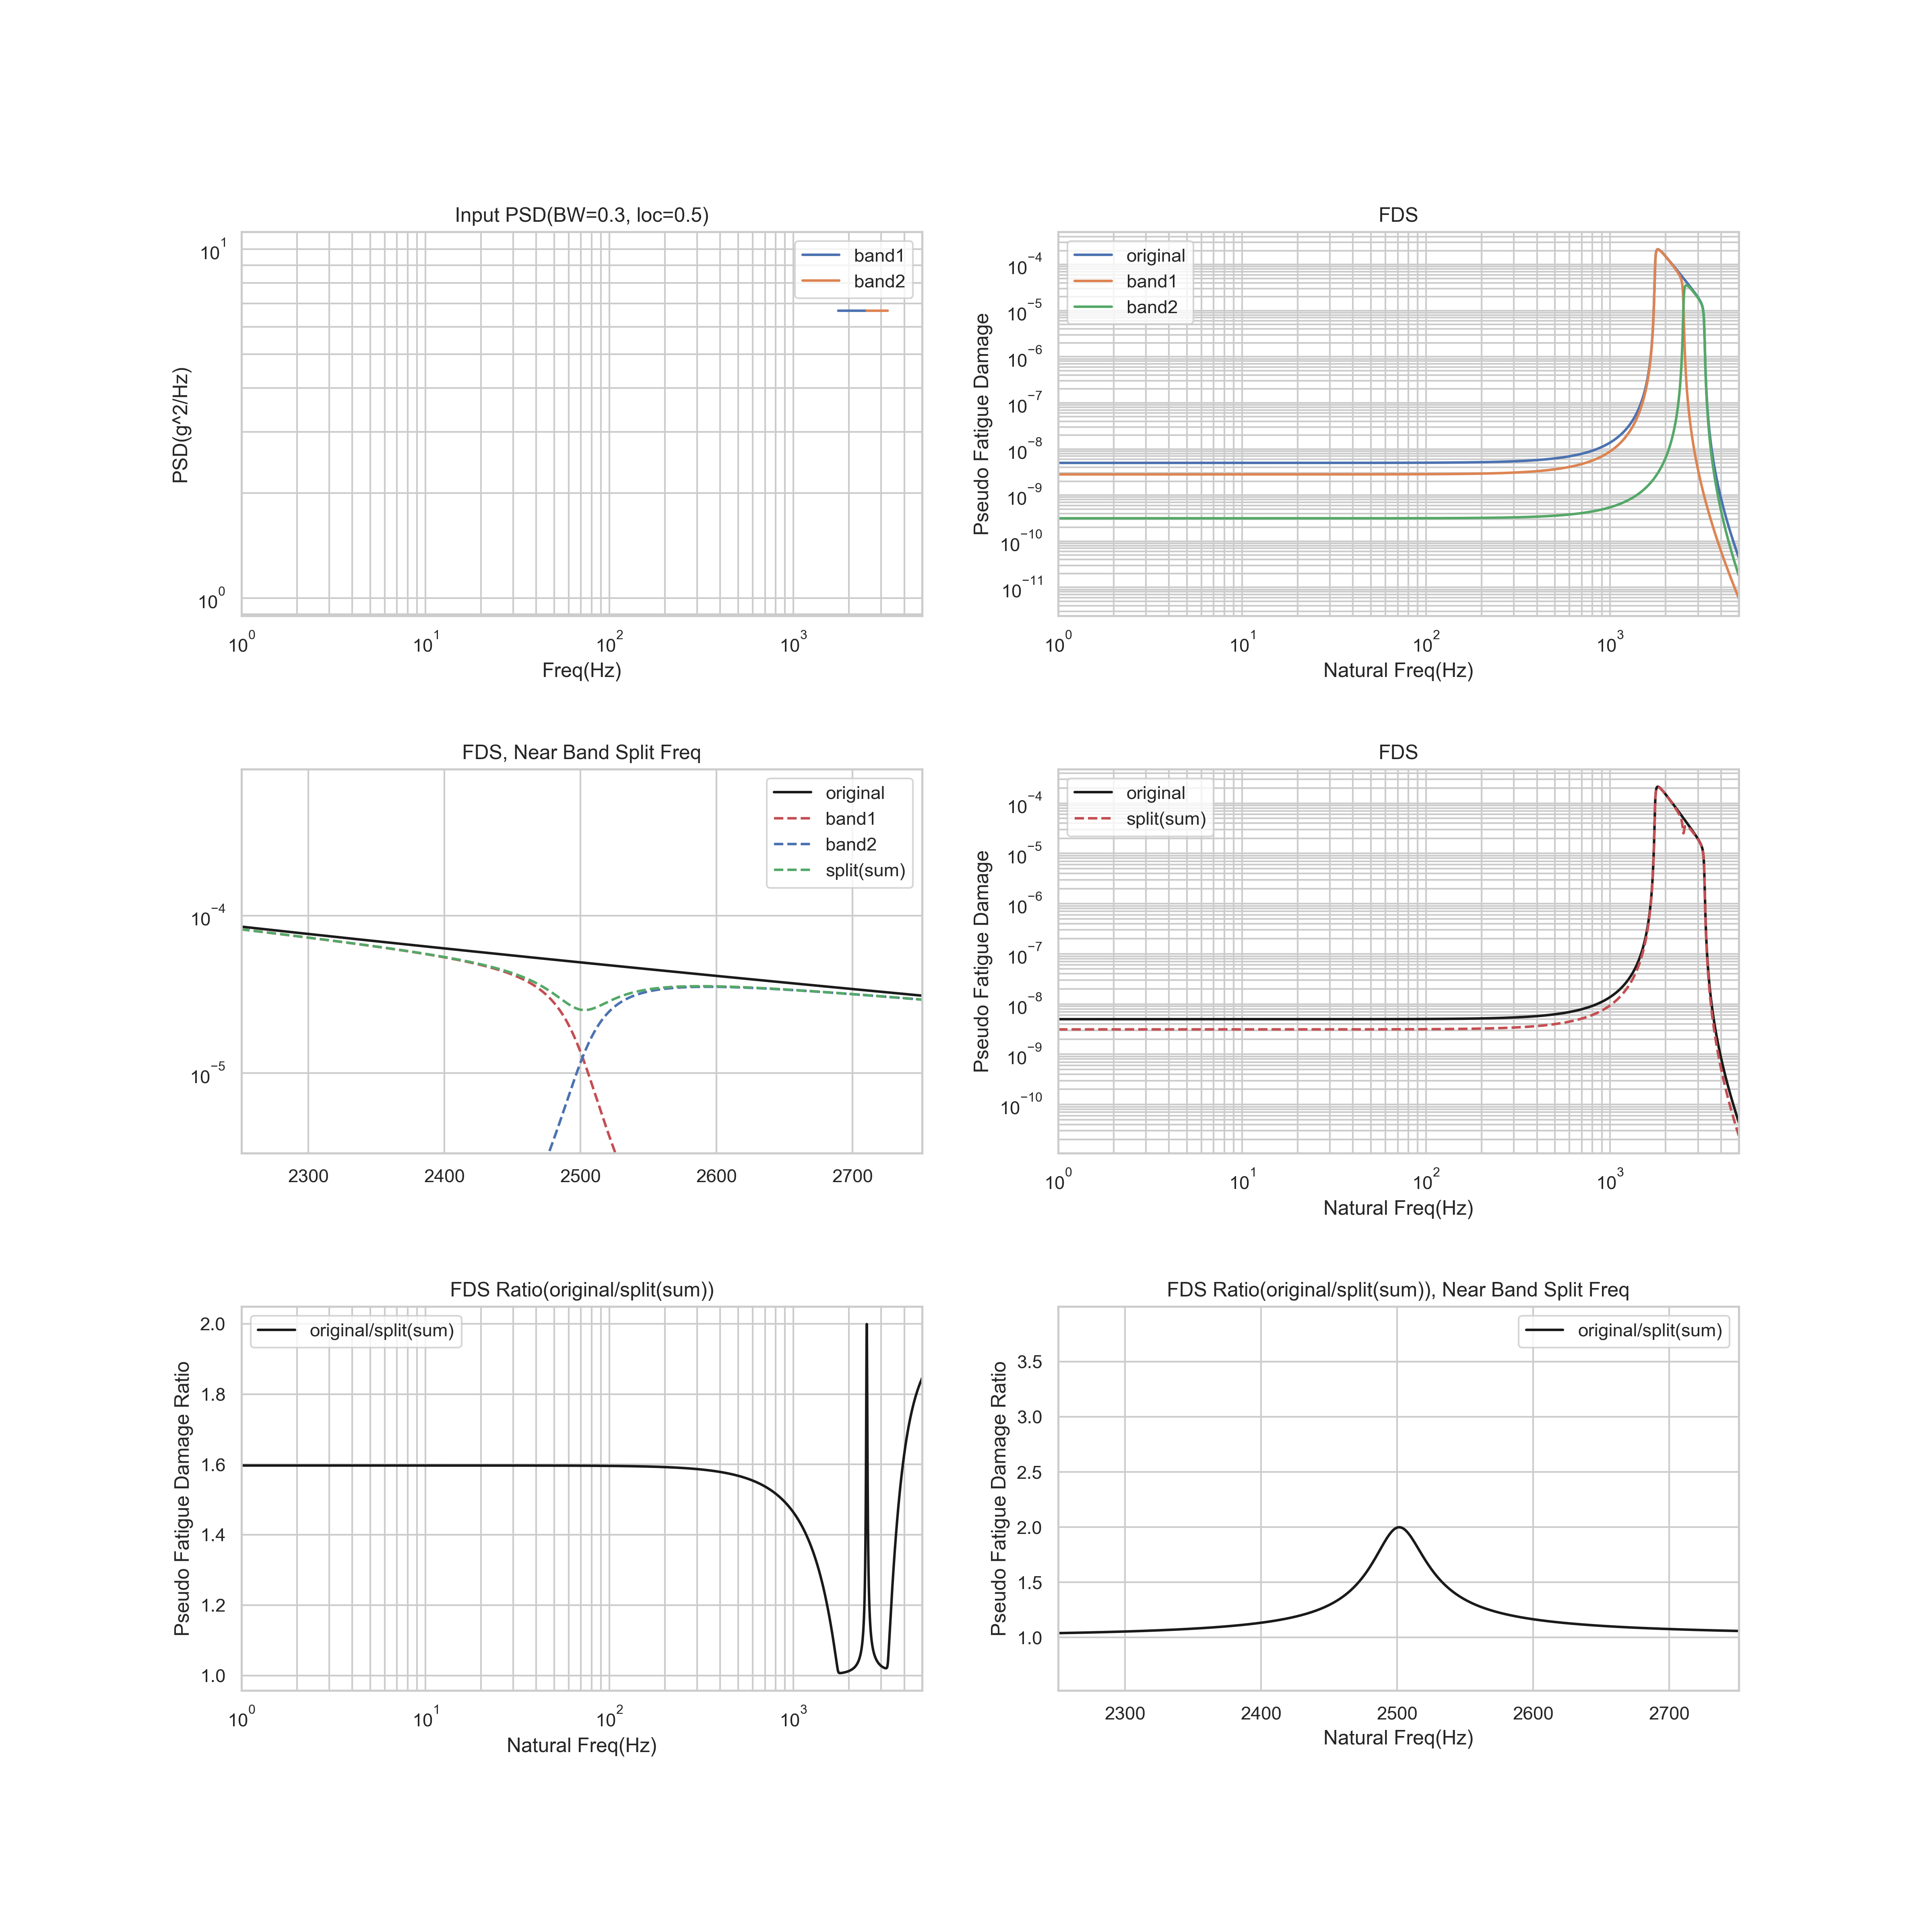 Input PSD(BW=0.3, loc=0.5)
PSD(g^2/Hz)
10^1
10^0
band1
band2
10^0 10^1 10^2 10^3
Freq(Hz)
FDS
Pseudo Fatigue Damage
10^−4
10^−5
10^−6
10^−7
10^−8
10^−9
10^−10
10^−11
original
band1
band2
10^0 10^1 10^2 10^3
Natural Freq(Hz)
FDS, Near Band Split Freq
10^−4
10^−5
original
band1
band2
split(sum)
2300 2400 2500 2600 2700
FDS
Pseudo Fatigue Damage
10^−4
10^−5
10^−6
10^−7
10^−8
10^−9
10^−10
original
split(sum)
10^0 10^1 10^2 10^3
Natural Freq(Hz)
FDS Ratio(original/split(sum))
Pseudo Fatigue Damage Ratio
2.0
1.8
1.6
1.4
1.2
1.0
original/split(sum)
10^0 10^1 10^2 10^3
Natural Freq(Hz)
FDS Ratio(original/split(sum)), Near Band Split Freq
Pseudo Fatigue Damage Ratio
3.5
3.0
2.5
2.0
1.5
1.0
original/split(sum)
2300 2400 2500 2600 2700
Natural Freq(Hz)